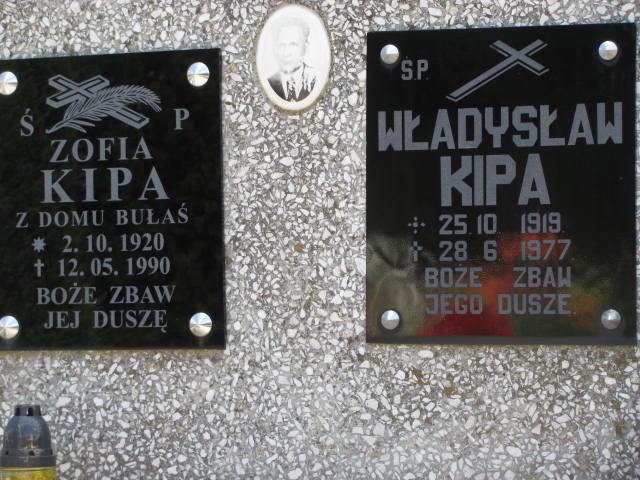 Ś P
ZOFIA
KIPA
Z DOMU BUŁAŚ
* 2. 10. 1920
† 12. 05. 1990
BOŻE ZBAW
JEJ DUSZĘ
Ś.P.
WŁADYSŁAW
KIPA
* 25.10. 1919.
† 28.6.1977
BOŻE ZBAW
JEGO DUSZĘ.